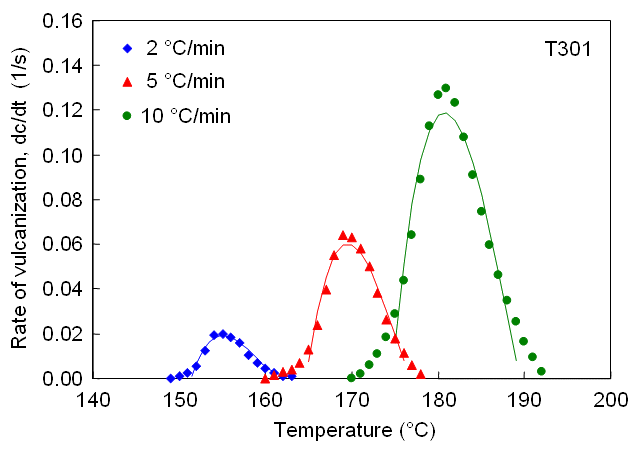 Rate of vulcanization, dc/dt (1/s)
0.16
0.14
0.12
0.10
0.08
0.06
0.04
0.02
0.00
2 °C/min
5 °C/min
10 °C/min
T301
140 150 160 170 180 190 200
Temperature (°C)